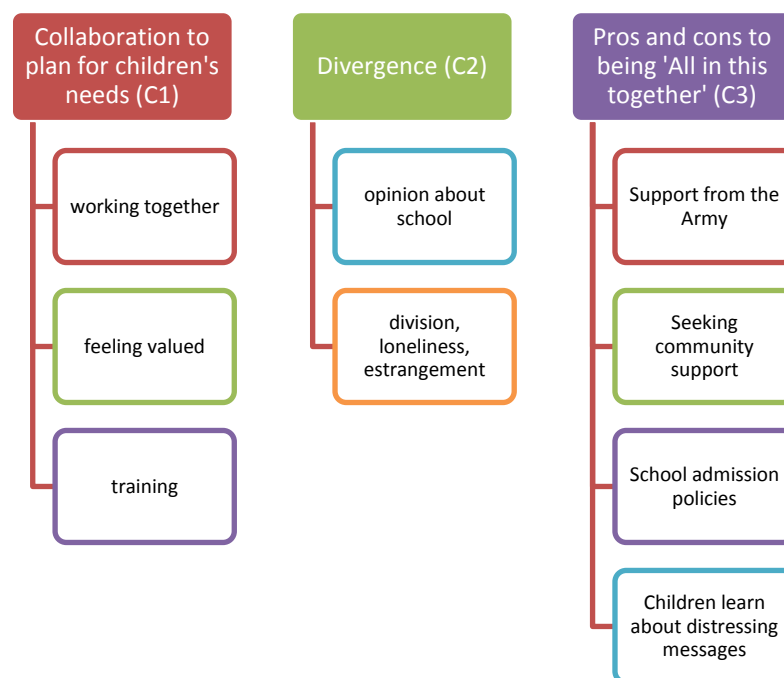 Collaboration to
plan for children's
needs (C1)
working together
feeling valued
training
Divergence (C2)
opinion about
school
division,
loneliness,
estrangement
Pros and cons to
being 'All in this
together' (C3)
Support from the
Army
Seeking
community
support
School admission
policies
Children learn
about distressing
messages